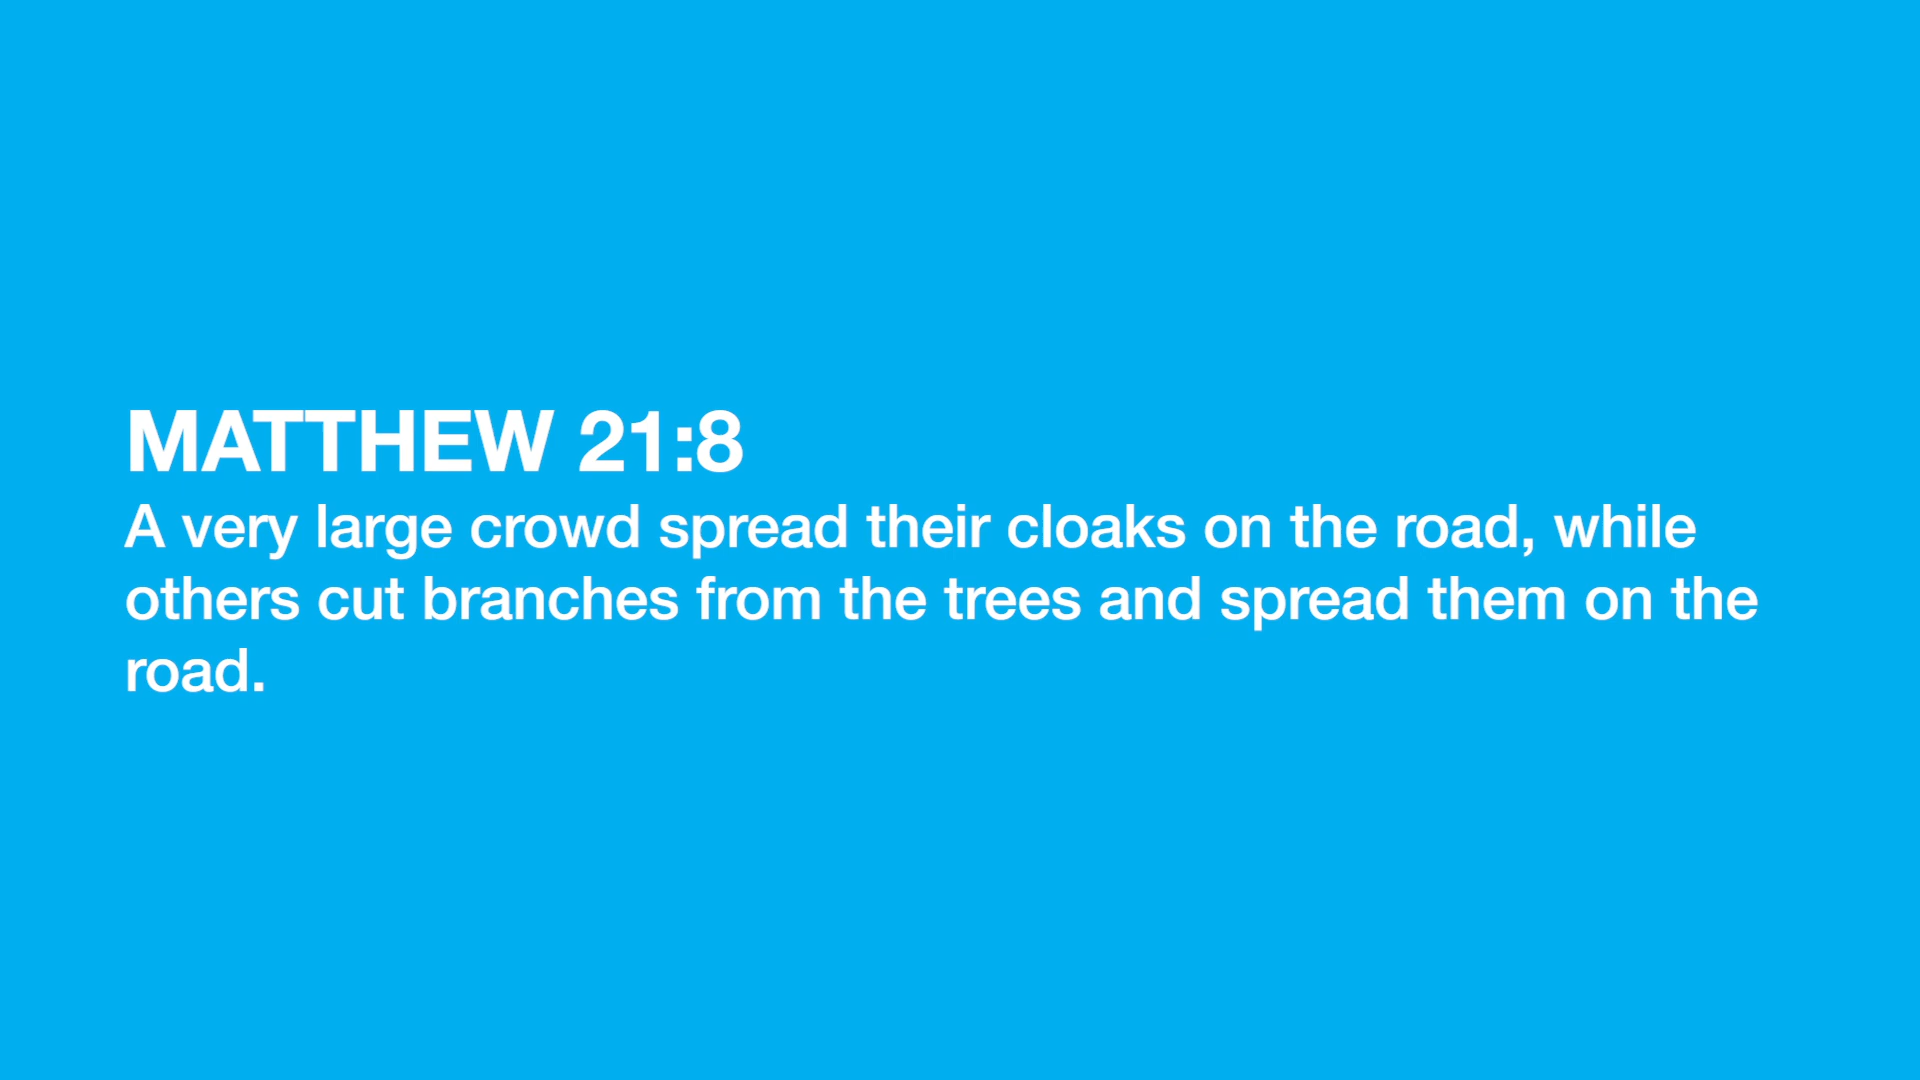 MATTHEW 21:8
A very large crowd spread their cloaks on the road, while
others cut branches from the trees and spread them on the
road.